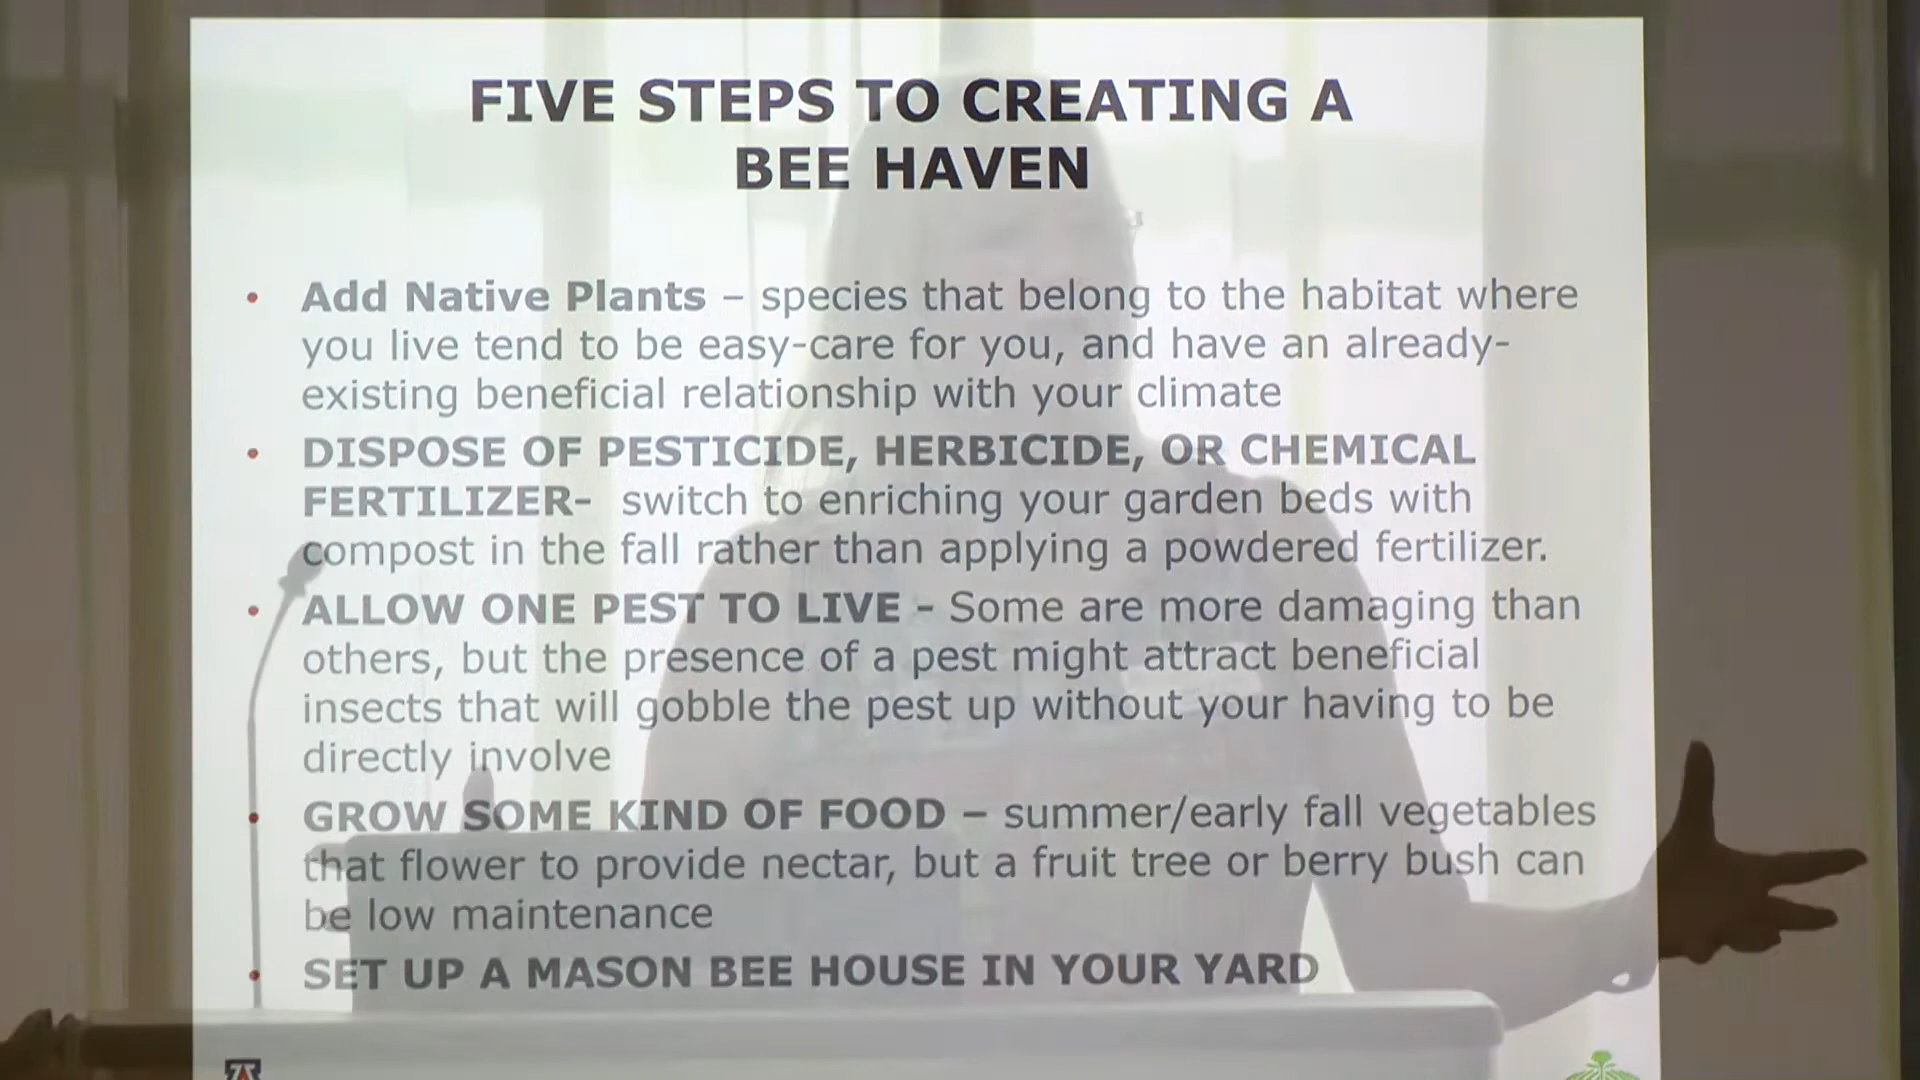 FIVE STEPS TO CREATING A
BEE HAVEN
• Add Native Plants – species that belong to the habitat where
you live tend to be easy-care for you, and have an already-
existing beneficial relationship with your climate
• DISPOSE OF PESTICIDE, HERBICIDE, OR CHEMICAL
FERTILIZER- switch to enriching your garden beds with
compost in the fall rather than applying a powdered fertilizer.
• ALLOW ONE PEST TO LIVE - Some are more damaging than
others, but the presence of a pest might attract beneficial
insects that will gobble the pest up without your having to be
directly involve
• GROW SOME KIND OF FOOD – summer/early fall vegetables
that flower to provide nectar, but a fruit tree or berry bush can
be low maintenance
• SET UP A MASON BEE HOUSE IN YOUR YARD